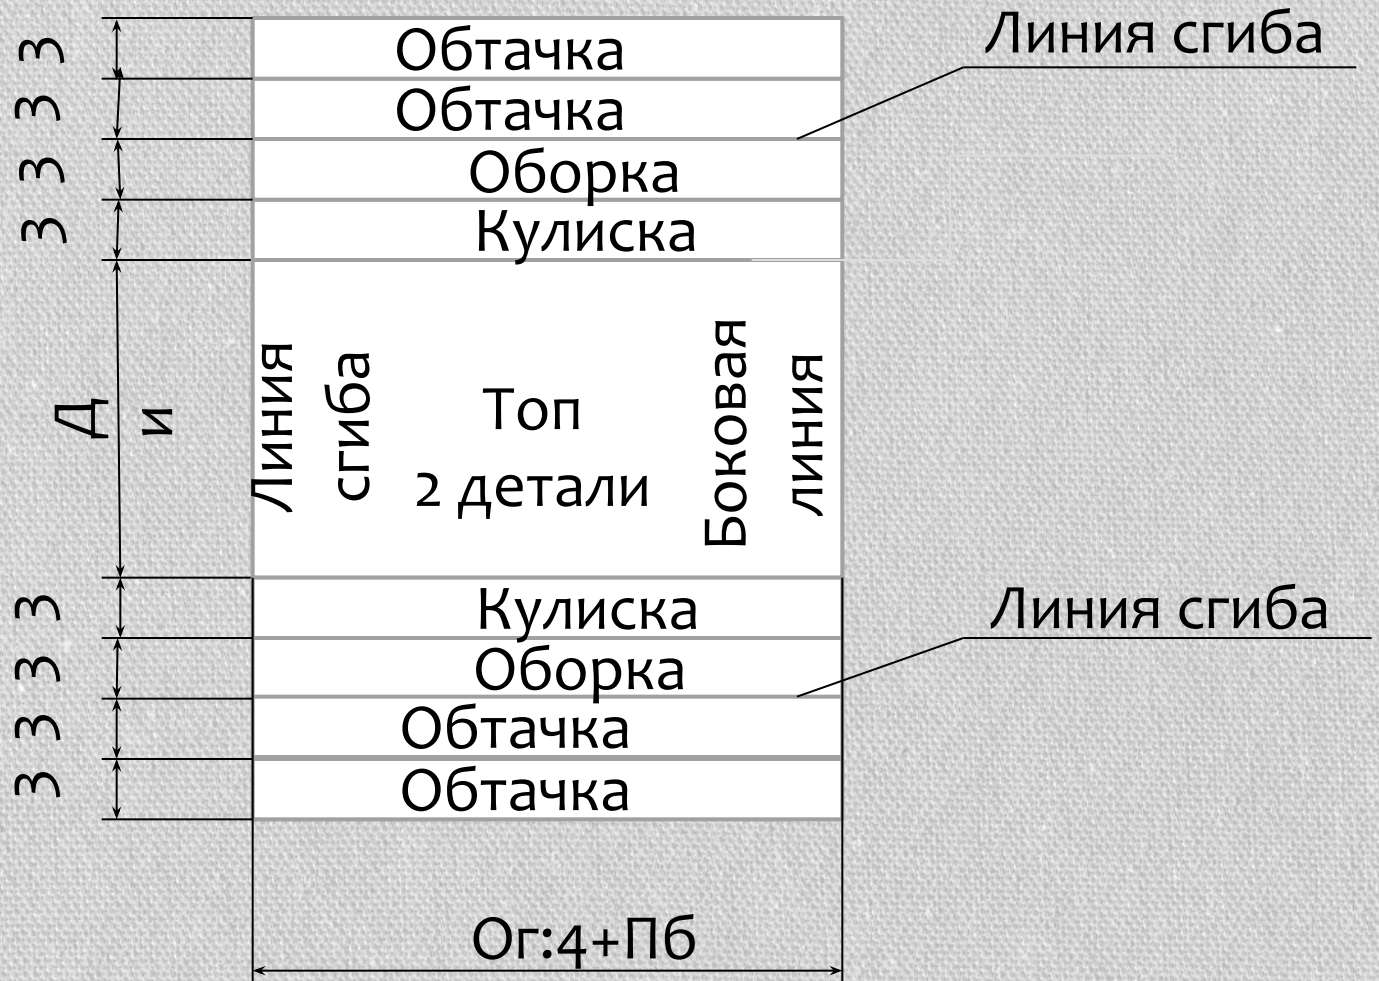 Линия сгиба
3 Обтачка
3 Обтачка
3 Оборка
3 Кулиска
Д
и
Линия
сгиба
Топ
2 детали
Боковая
линия
3 Кулиска
Линия сгиба
3 Оборка
3 Обтачка
3 Обтачка
Ог:4+Пб